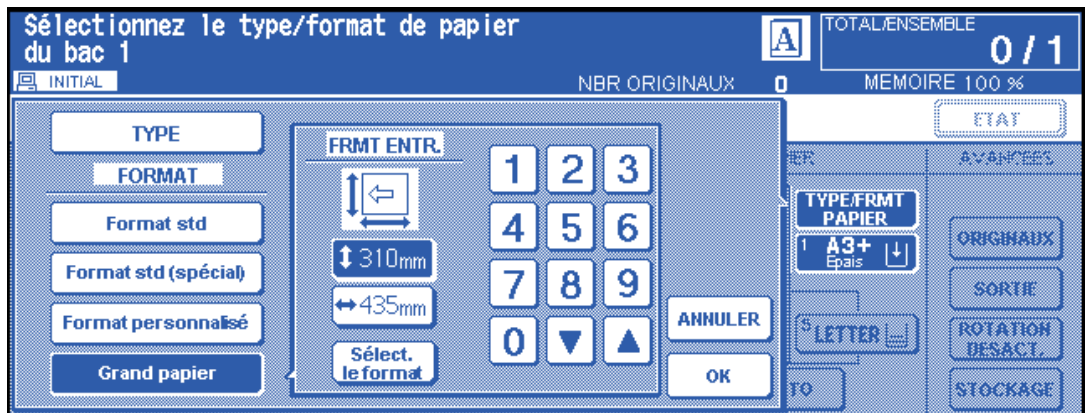 Sélectionnez le type/format de papier
du bac 1
A
TOTAL/ENSEMBLE
0 / 1
INITIAL
NBR ORIGINAUX 0
MEMOIRE 100 %
ETAT
TYPE
FORMAT
Format std
Format std (spécial)
Format personnalisé
Grand papier
FRMT ENTR.
310mm
435mm
Sélect.
le format
1 2 3
4 5 6
7 8 9
0
ANNULER
OK
TYPE/FRMT
PAPIER
1 A3+
Epais
5 LETTER
TO
AVANCEES
ORIGINAUX
SORTIE
ROTATION
DESACT.
STOCKAGE